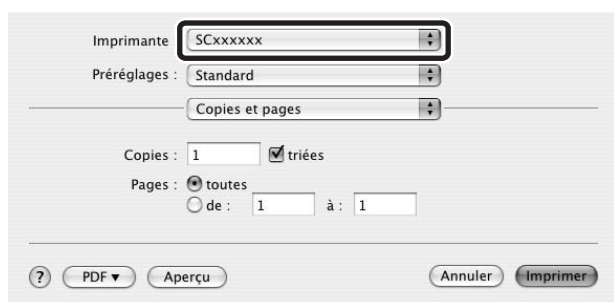 Imprimante SCxxxxxx
Préréglages : Standard
Copies et pages
Copies : 1 triées
Pages : toutes
de : 1 à : 1
? PDF ▼ Aperçu Annuler Imprimer